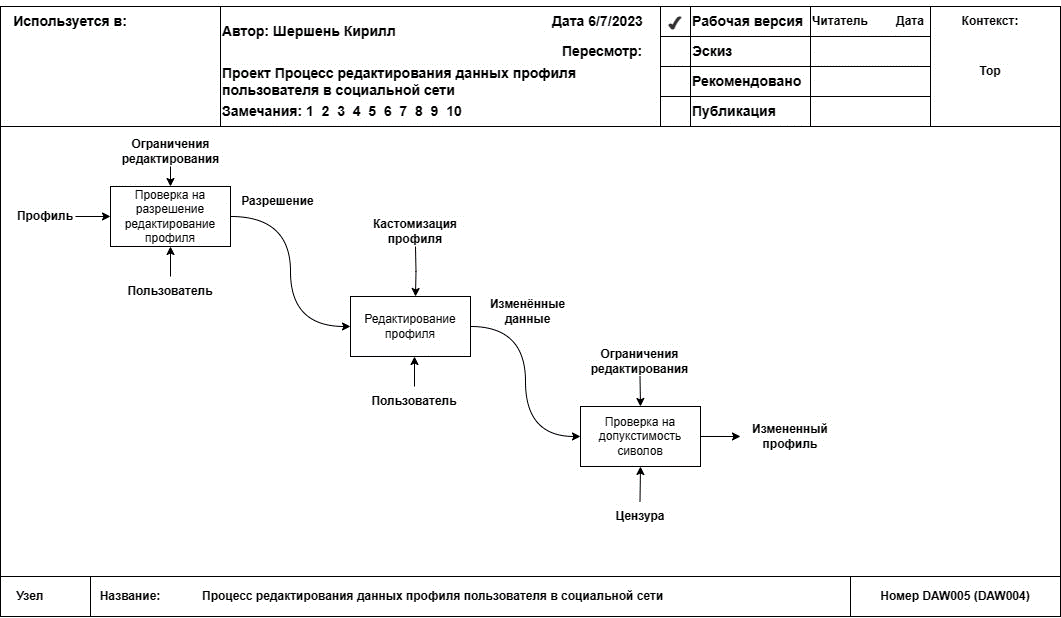 Используется в:
Автор: Шершень Кирилл
Дата 6/7/2023
Пересмотр:
Проект Процесс редактирования данных профиля
пользователя в социальной сети
Замечания: 1 2 3 4 5 6 7 8 9 10
Рабочая версия
Эскиз
Рекомендовано
Публикация
Читатель Дата
Контекст:
Top
Ограничения
редактирования
Профиль
Проверка на
разрешение
редактирование
профиля
Разрешение
Пользователь
Кастомизация
профиля
Редактирование
профиля
Изменённые
данные
Пользователь
Ограничения
редактирования
Проверка на
допукстимость
сиволов
Измененный
профиль
Цензура
Узел
Название:
Процесс редактирования данных профиля пользователя в социальной сети
Номер DAW005 (DAW004)